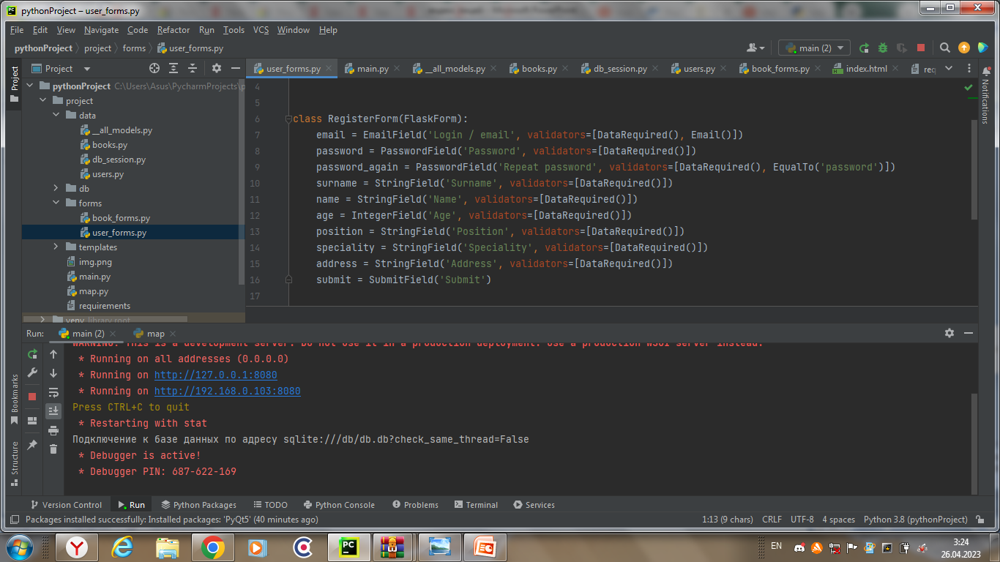 pythonProject – user_forms.py
File Edit View Navigate Code Refactor Run Tools VCS Window Help
pythonProject project forms user_forms.py
main (2)
Project
Project
user_forms.py main.py __all_models.py books.py db_session.py users.py book_forms.py index.html req
Notifications
pythonProject C:\Users\Asus\PycharmProjects\p
project
data
__all_models.py
books.py
db_session.py
users.py
db
forms
book_forms.py
user_forms.py
templates
img.png
main.py
map.py
requirements
venv library root
4
5
6 class RegisterForm(FlaskForm):
7 email = EmailField('Login / email', validators=[DataRequired(), Email()])
8 password = PasswordField('Password', validators=[DataRequired()])
9 password_again = PasswordField('Repeat password', validators=[DataRequired(), EqualTo('password')])
10 surname = StringField('Surname', validators=[DataRequired()])
11 name = StringField('Name', validators=[DataRequired()])
12 age = IntegerField('Age', validators=[DataRequired()])
13 position = StringField('Position', validators=[DataRequired()])
14 speciality = StringField('Speciality', validators=[DataRequired()])
15 address = StringField('Address', validators=[DataRequired()])
16 submit = SubmitField('Submit')
17
Run: main (2) map
WARNING: This is a development server. Do not use it in a production deployment. Use a production WSGI server instead.
* Running on all addresses (0.0.0.0)
* Running on http://127.0.0.1:8080
* Running on http://192.168.0.103:8080
Press CTRL+C to quit
* Restarting with stat
Подключение к базе данных по адресу sqlite:///db/db.db?check_same_thread=False
* Debugger is active!
* Debugger PIN: 687-622-169
Bookmarks
Structure
Version Control Run Python Packages TODO Python Console Problems Terminal Services
Packages installed successfully: Installed packages: 'PyQt5' (40 minutes ago) 1:13 (9 chars) CRLF UTF-8 4 spaces Python 3.8 (pythonProject)
EN
3:24
26.04.2023